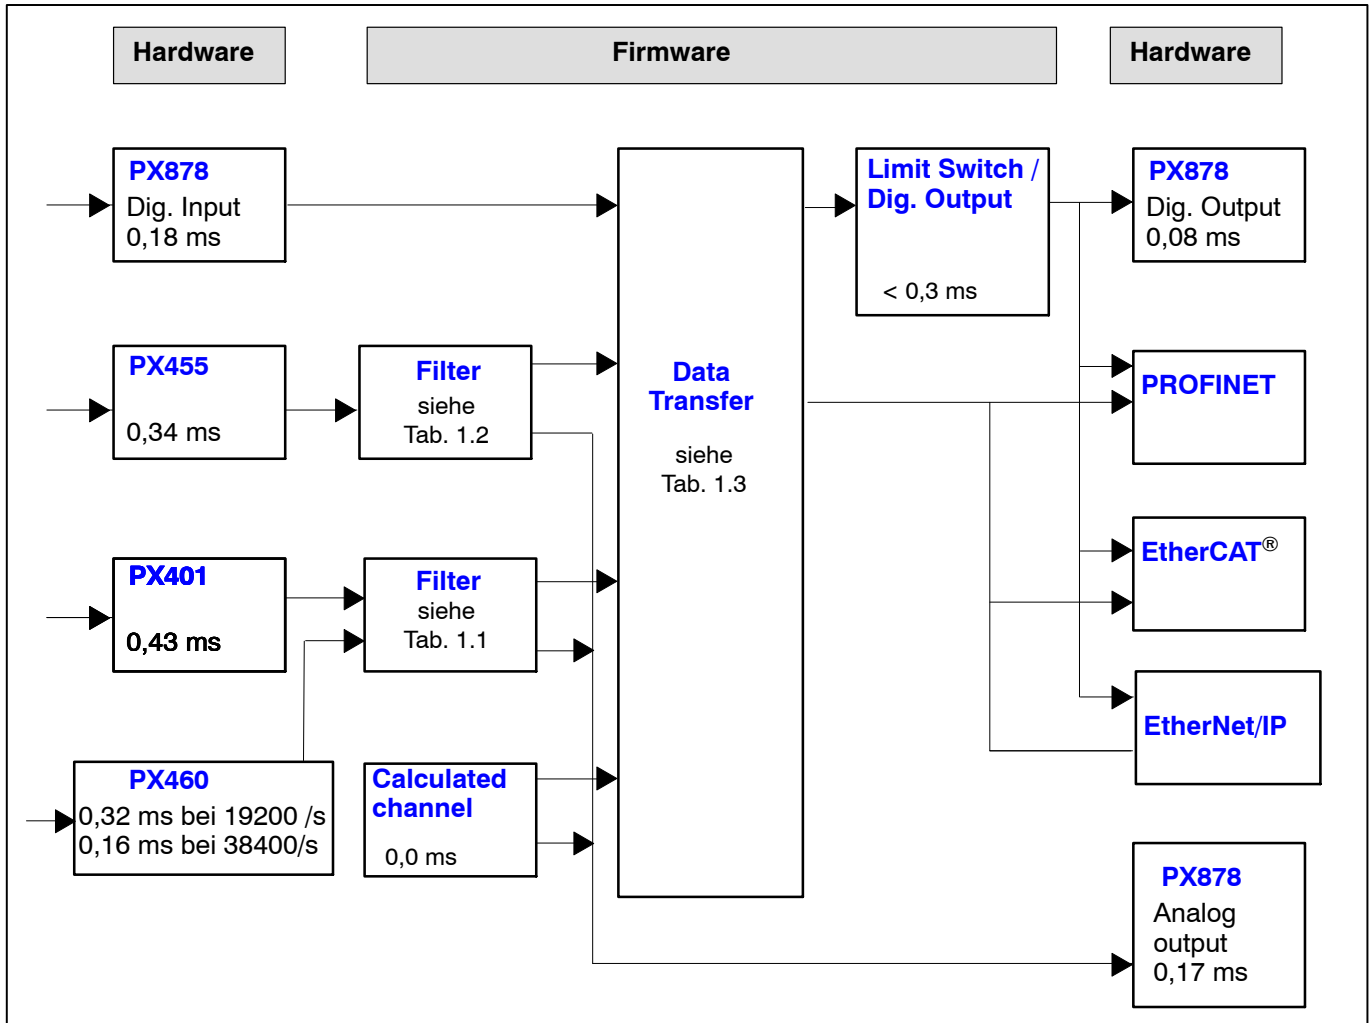 Hardware
Firmware
Hardware
PX878
Dig. Input
0,18 ms
Limit Switch /
Dig. Output
< 0,3 ms
PX878
Dig. Output
0,08 ms
PX455
0,34 ms
Filter
siehe
Tab. 1.2
Data
Transfer
siehe
Tab. 1.3
PROFINET
PX401
0,43 ms
Filter
siehe
Tab. 1.1
EtherCAT®
EtherNet/IP
PX460
0,32 ms bei 19200 /s
0,16 ms bei 38400/s
Calculated
channel
0,0 ms
PX878
Analog
output
0,17 ms